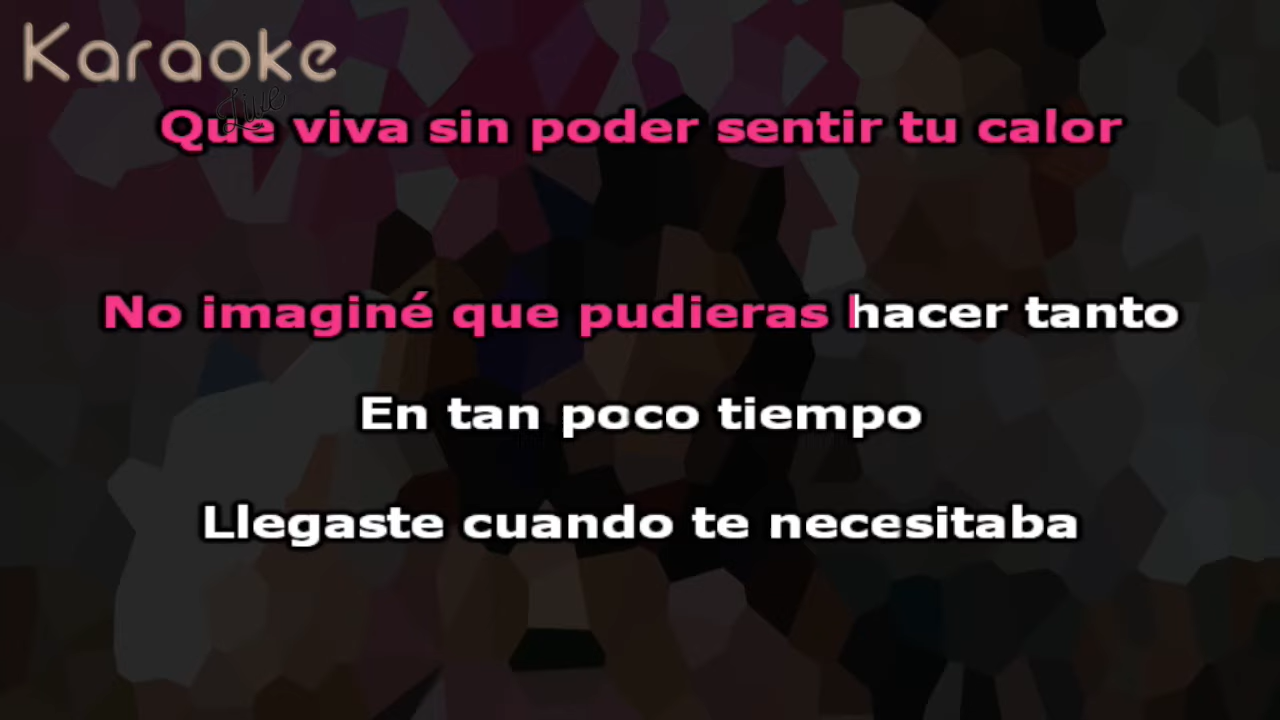 Karaoke
Live
Que viva sin poder sentir tu calor
No imaginé que pudieras hacer tanto
En tan poco tiempo
Llegaste cuando te necesitaba